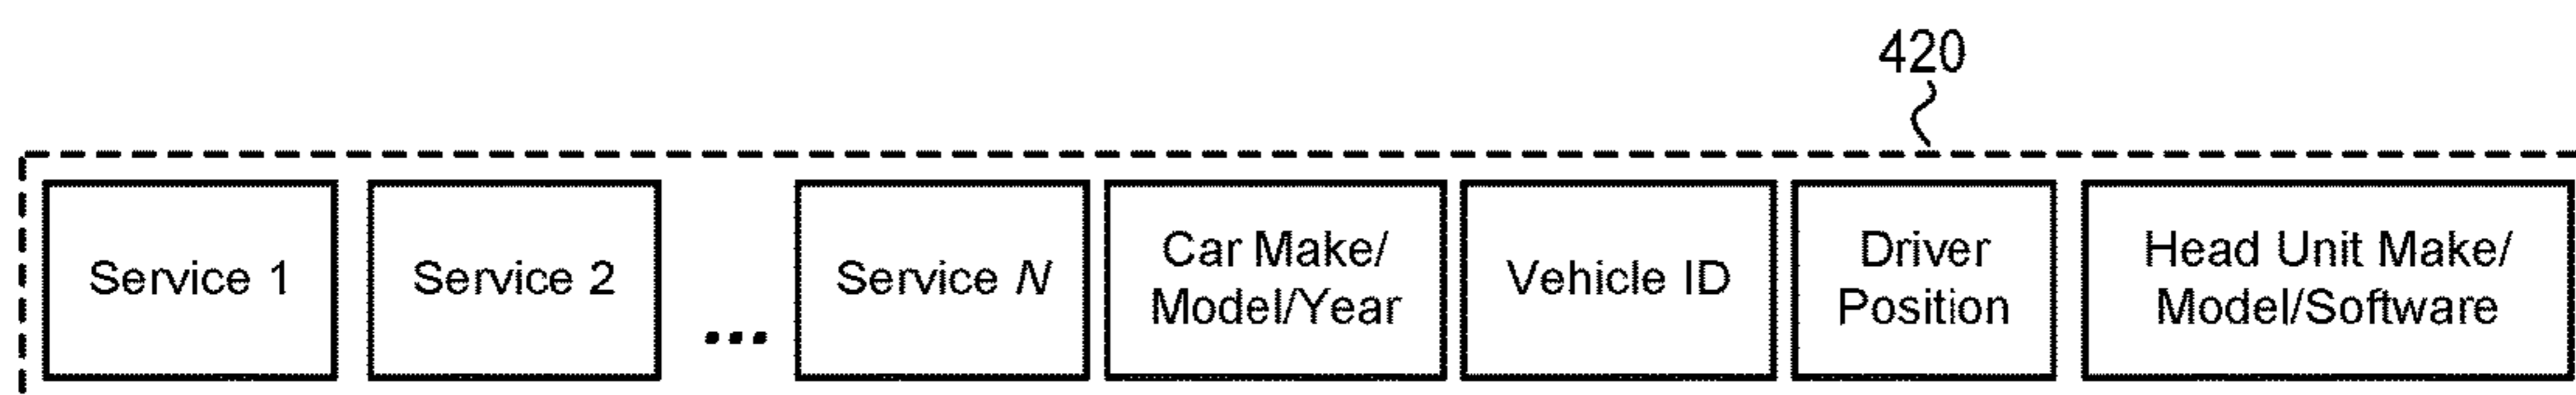 420
Service 1
Service 2
...
Service N
Car Make/
Model/Year
Vehicle ID
Driver
Position
Head Unit Make/
Model/Software